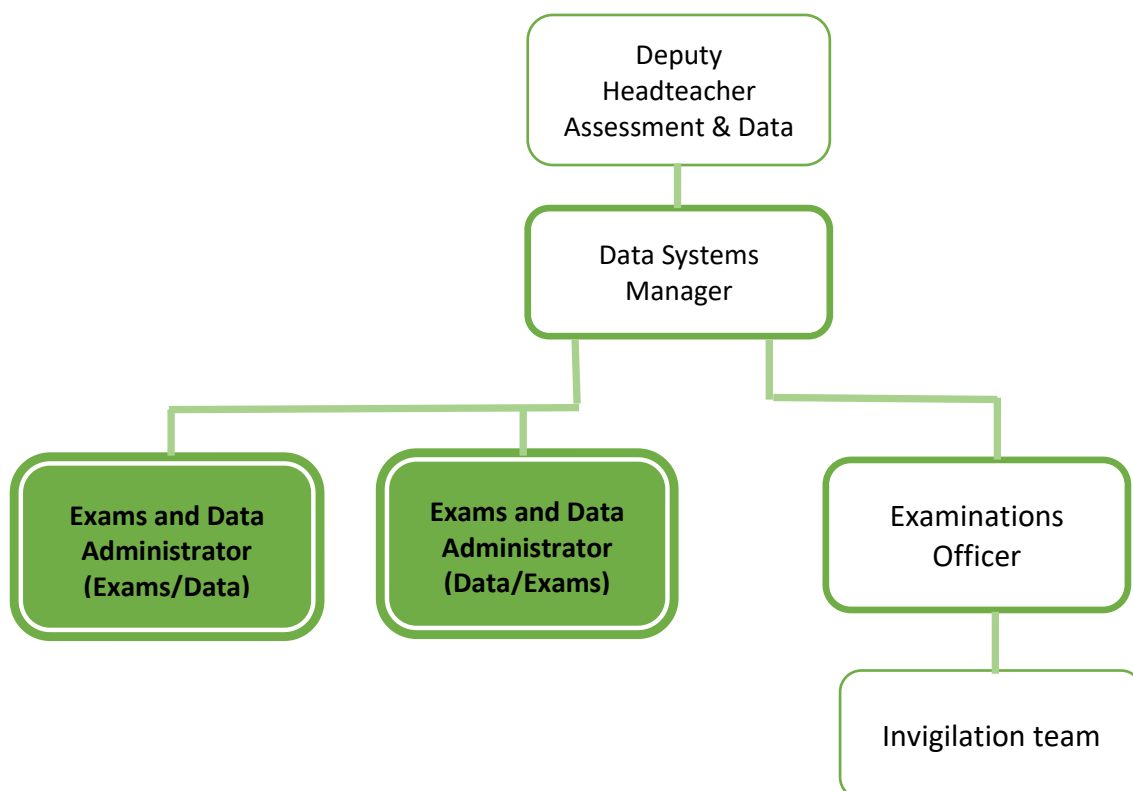 Deputy
Headteacher
Assessment & Data
Data Systems
Manager
Exams and Data
Administrator
(Exams/Data)
Exams and Data
Administrator
(Data/Exams)
Examinations
Officer
Invigilation team